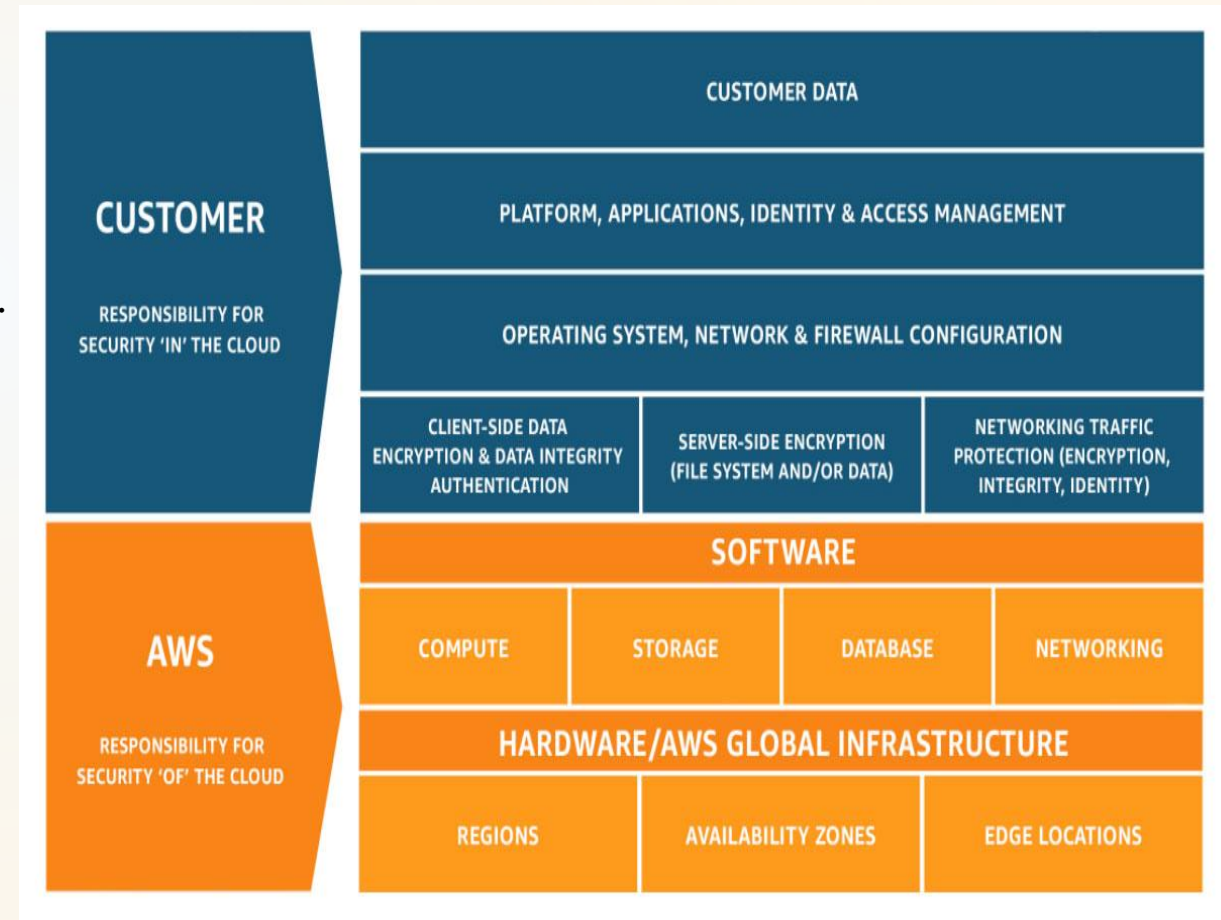 CUSTOMER
RESPONSIBILITY FOR
SECURITY ‘IN’ THE CLOUD
CUSTOMER DATA
PLATFORM, APPLICATIONS, IDENTITY & ACCESS MANAGEMENT
OPERATING SYSTEM, NETWORK & FIREWALL CONFIGURATION
CLIENT-SIDE DATA
ENCRYPTION & DATA INTEGRITY
AUTHENTICATION
SERVER-SIDE ENCRYPTION
(FILE SYSTEM AND/OR DATA)
NETWORKING TRAFFIC
PROTECTION (ENCRYPTION,
INTEGRITY, IDENTITY)
AWS
RESPONSIBILITY FOR
SECURITY ‘OF’ THE CLOUD
SOFTWARE
COMPUTE
STORAGE
DATABASE
NETWORKING
HARDWARE/AWS GLOBAL INFRASTRUCTURE
REGIONS
AVAILABILITY ZONES
EDGE LOCATIONS